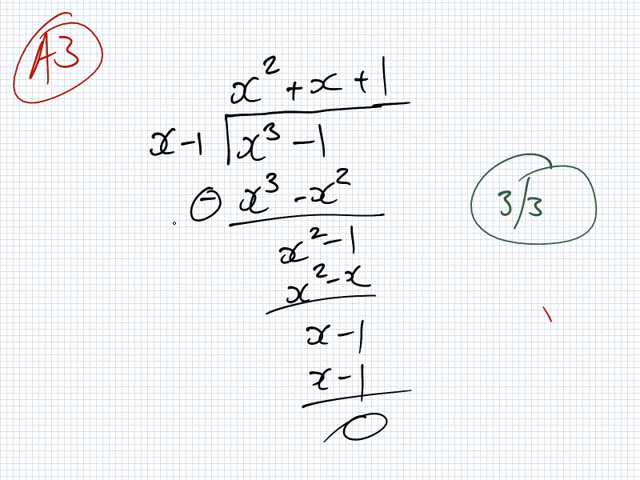 A3
x² + x + 1
x - 1 | x³ - 1
⊖ x³ - x²
3/3
x² - 1
x² - x
x - 1
x - 1
0